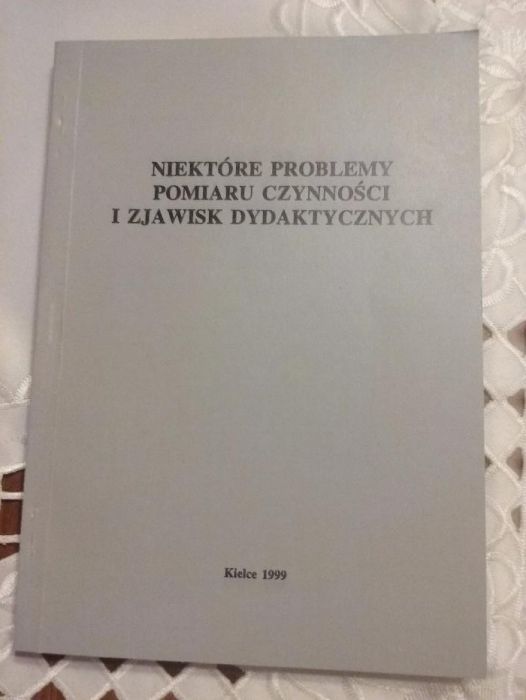 NIEKTÓRE PROBLEMY
POMIARU CZYNNOŚCI
I ZJAWISK DYDAKTYCZNYCH
Kielce 1999